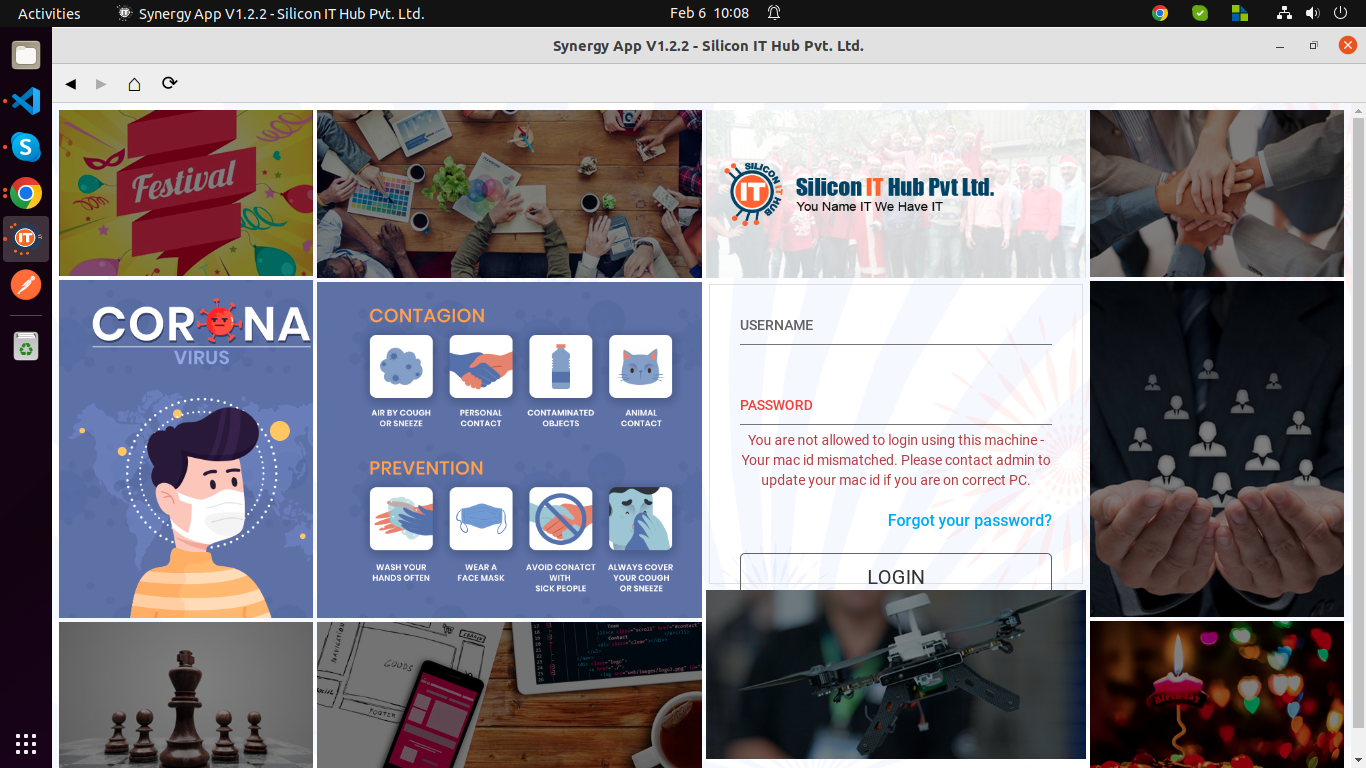 Activities
Synergy App V1.2.2 - Silicon IT Hub Pvt. Ltd.
Feb 6 10:08
Synergy App V1.2.2 - Silicon IT Hub Pvt. Ltd.
Festival
SILICON IT HUB
IT
Silicon IT Hub Pvt Ltd.
You Name IT We Have IT
CORONA
VIRUS
CONTAGION
AIR BY COUGH
OR SNEEZE
PERSONAL
CONTACT
CONTAMINATED
OBJECTS
ANIMAL
CONTACT
PREVENTION
WASH YOUR
HANDS OFTEN
WEAR A
FACE MASK
AVOID CONATCT
WITH
SICK PEOPLE
ALWAYS COVER
YOUR COUGH
OR SNEEZE
USERNAME
PASSWORD
You are not allowed to login using this machine -
Your mac id mismatched. Please contact admin to
update your mac id if you are on correct PC.
Forgot your password?
LOGIN
GOODS
FOOTER
Birthday